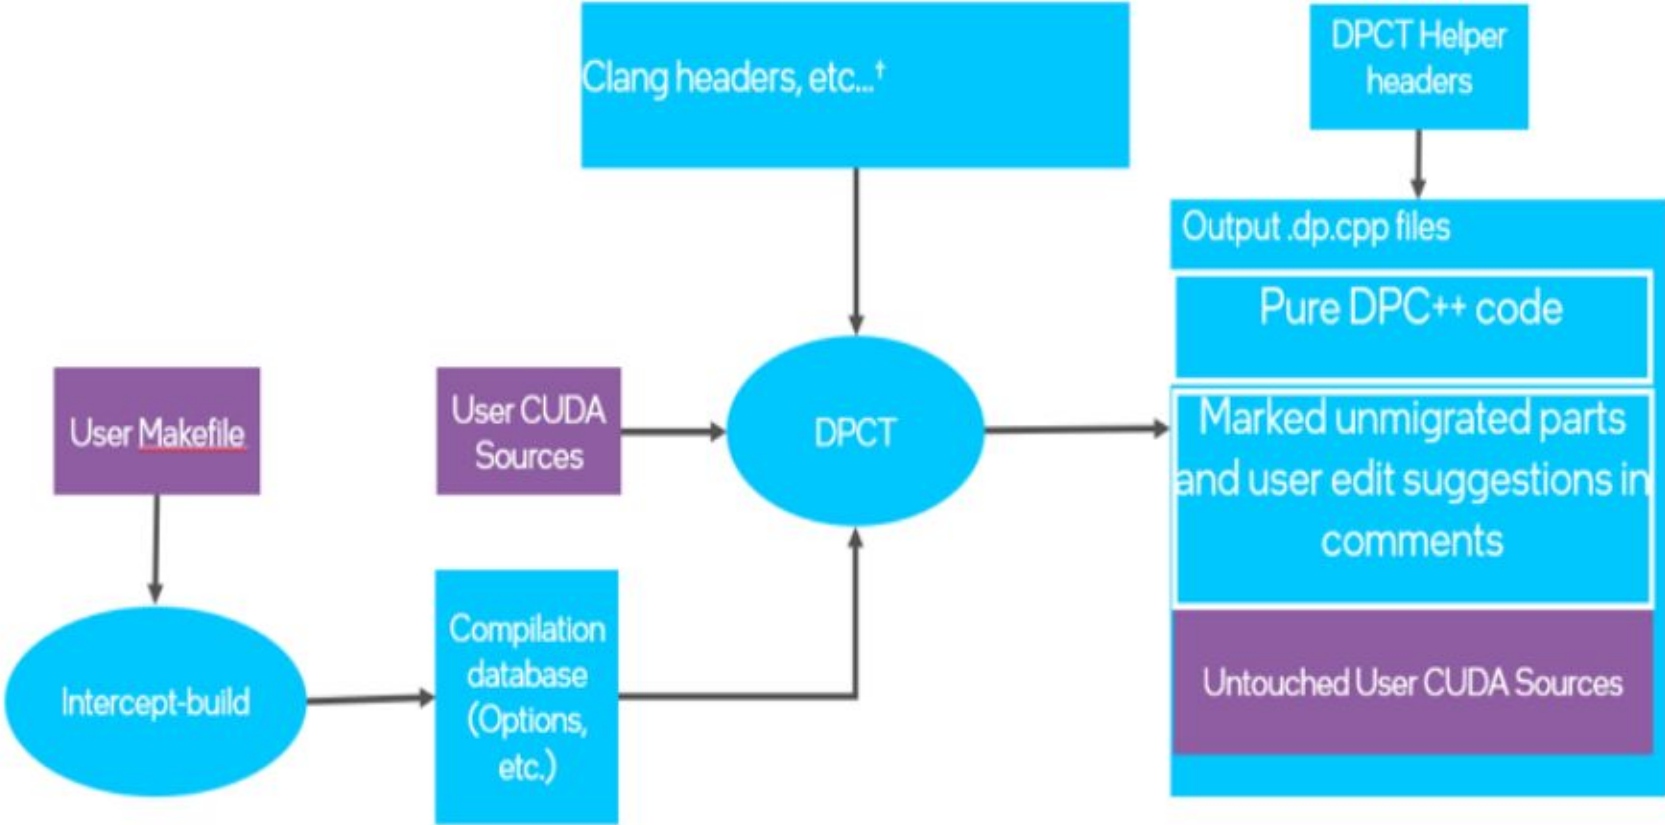 Clang headers, etc...†
DPCT Helper
headers
Output .dp.cpp files
Pure DPC++ code
Marked unmigrated parts
and user edit suggestions in
comments
Untouched User CUDA Sources
User Makefile
User CUDA
Sources
DPCT
Intercept-build
Compilation
database
(Options,
etc.)